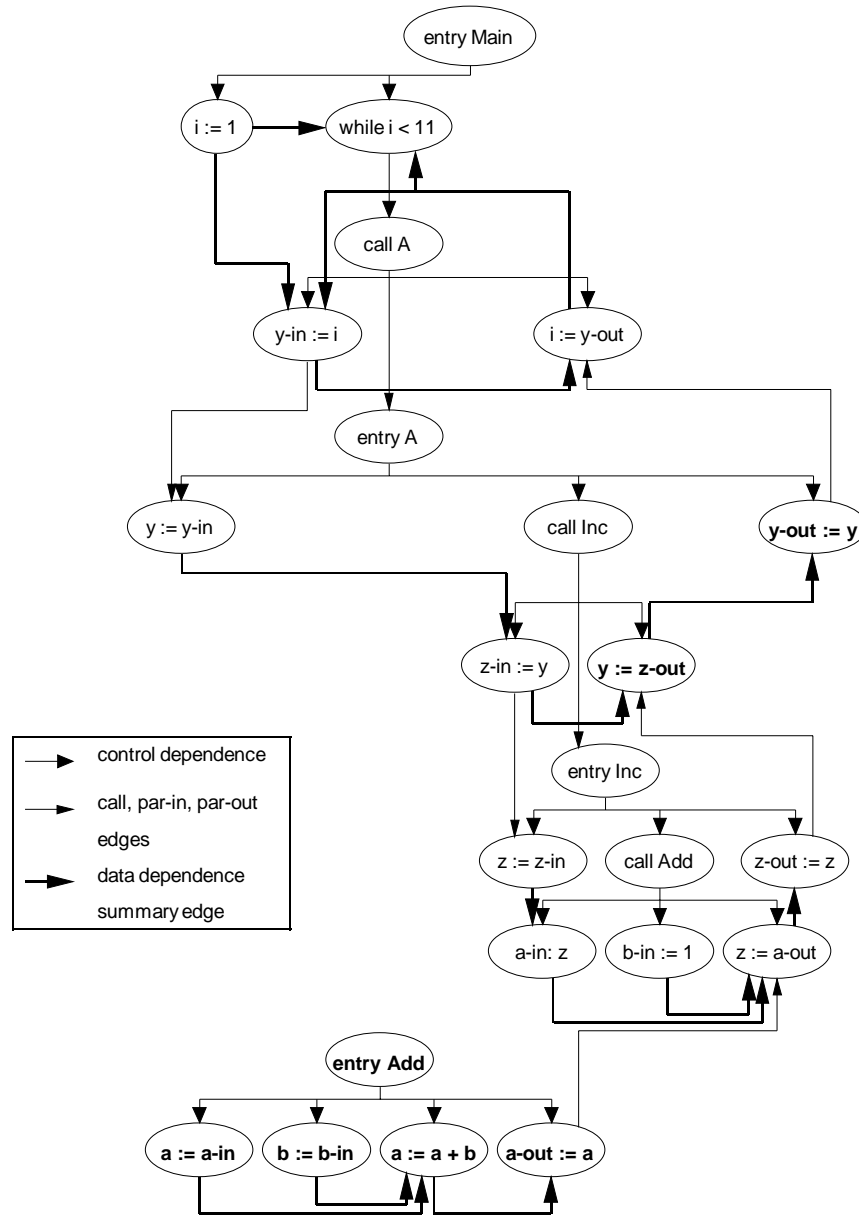 entry Main
i := 1
while i < 11
call A
y-in := i
i := y-out
entry A
y := y-in
call Inc
y-out := y
z-in := y
y := z-out
control dependence
call, par-in, par-out
edges
data dependence
summary edge
entry Inc
z := z-in
call Add
z-out := z
a-in: z
b-in := 1
z := a-out
entry Add
a := a-in
b := b-in
a := a + b
a-out := a